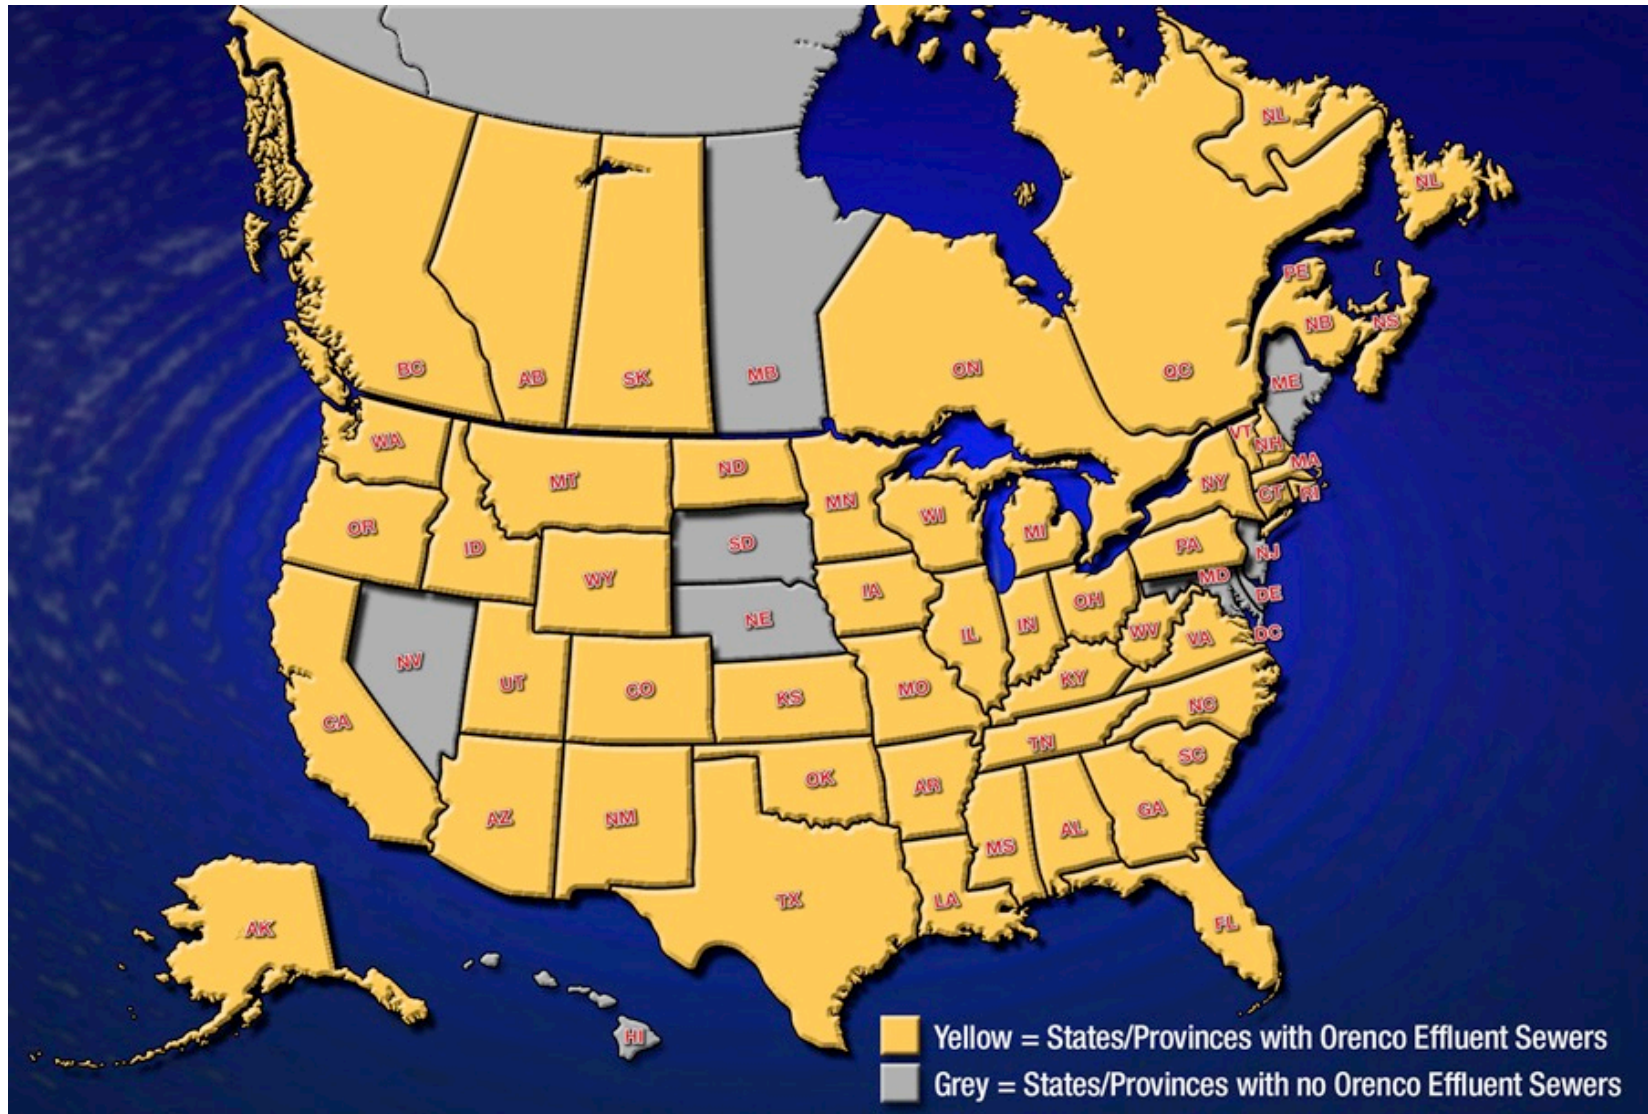 NL
NL
PE
NB
NS
BC
AB
SK
MB
ON
QC
ME
WA
MT
ND
MN
WI
MI
NY
VT
NH
MA
CT
RI
OR
ID
WY
SD
IA
NE
IL
IN
OH
PA
NJ
MD
DE
DC
WV
VA
NV
UT
CO
KS
MO
KY
CA
AZ
NM
OK
AR
TN
NC
SC
MS
AL
GA
TX
LA
FL
AK
HI
Yellow = States/Provinces with Orenco Effluent Sewers
Grey = States/Provinces with no Orenco Effluent Sewers